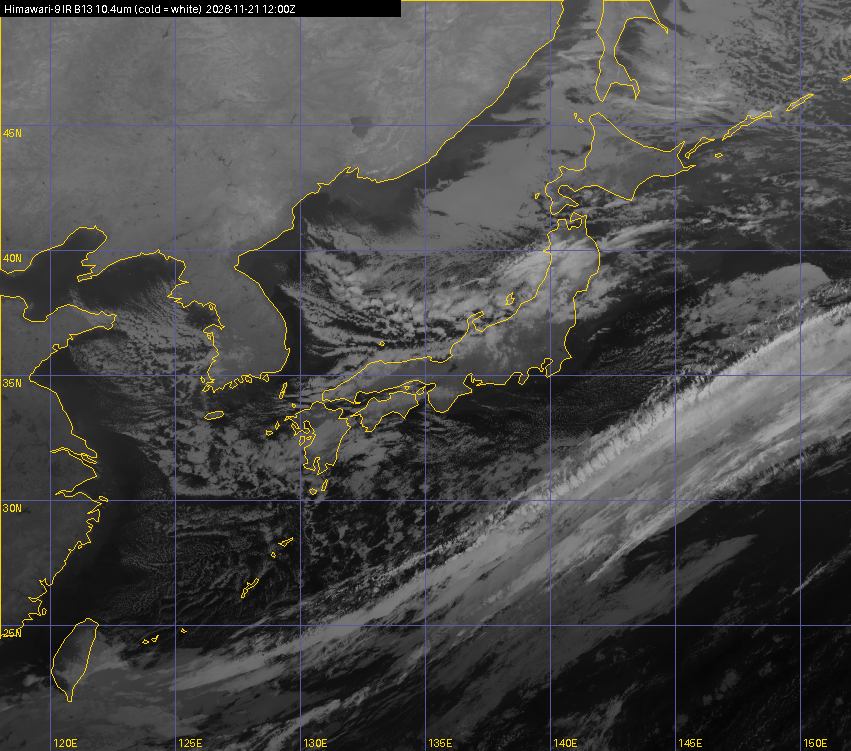 Himawari-9 IR B13 10.4um (cold = white) 2026-11-21 12:00Z
45N
40N
35N
30N
25N
120E
125E
130E
135E
140E
145E
150E